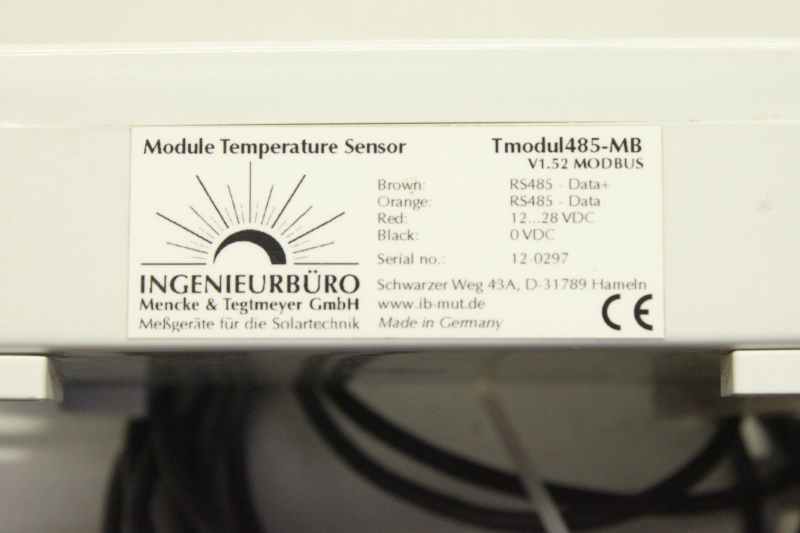 Module Temperature Sensor
Tmodul485-MB
V1.52 MODBUS
Brown: RS485 - Data+
Orange: RS485 - Data-
Red: 12...28 VDC
Black: 0 VDC
Serial no.: 12-0297
INGENIEURBÜRO
Mencke & Tegtmeyer GmbH
Meßgeräte für die Solartechnik
Schwarzer Weg 43A, D-31789 Hameln
www.ib-mut.de
Made in Germany
CE